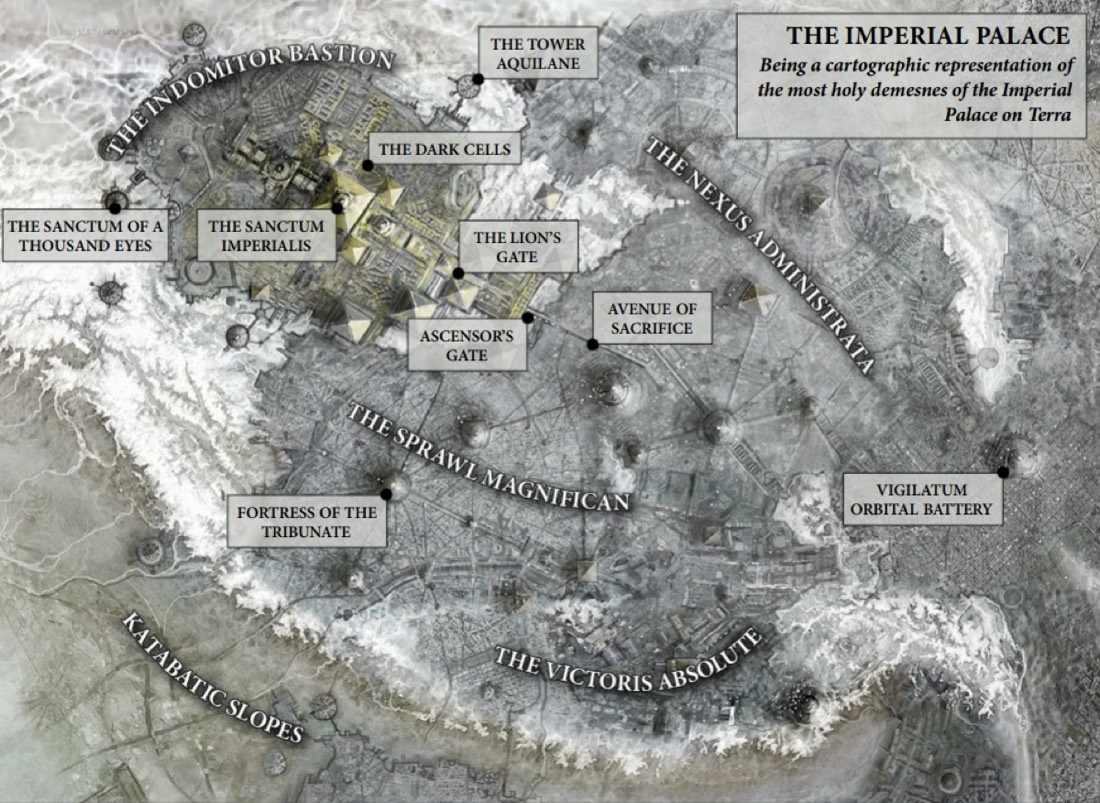 THE IMPERIAL PALACE
Being a cartographic representation of
the most holy demesnes of the Imperial
Palace on Terra
THE INDOMITOR BASTION
THE TOWER
AQUILANE
THE DARK CELLS
THE NEXUS ADMINISTRATA
THE SANCTUM OF A
THOUSAND EYES
THE SANCTUM
IMPERIALIS
THE LION'S
GATE
AVENUE OF
SACRIFICE
ASCENSOR'S
GATE
THE SPRAWL MAGNIFICAN
VIGILATUM
ORBITAL BATTERY
FORTRESS OF THE
TRIBUNATE
KATABATIC SLOPES
THE VICTORIS ABSOLUTE